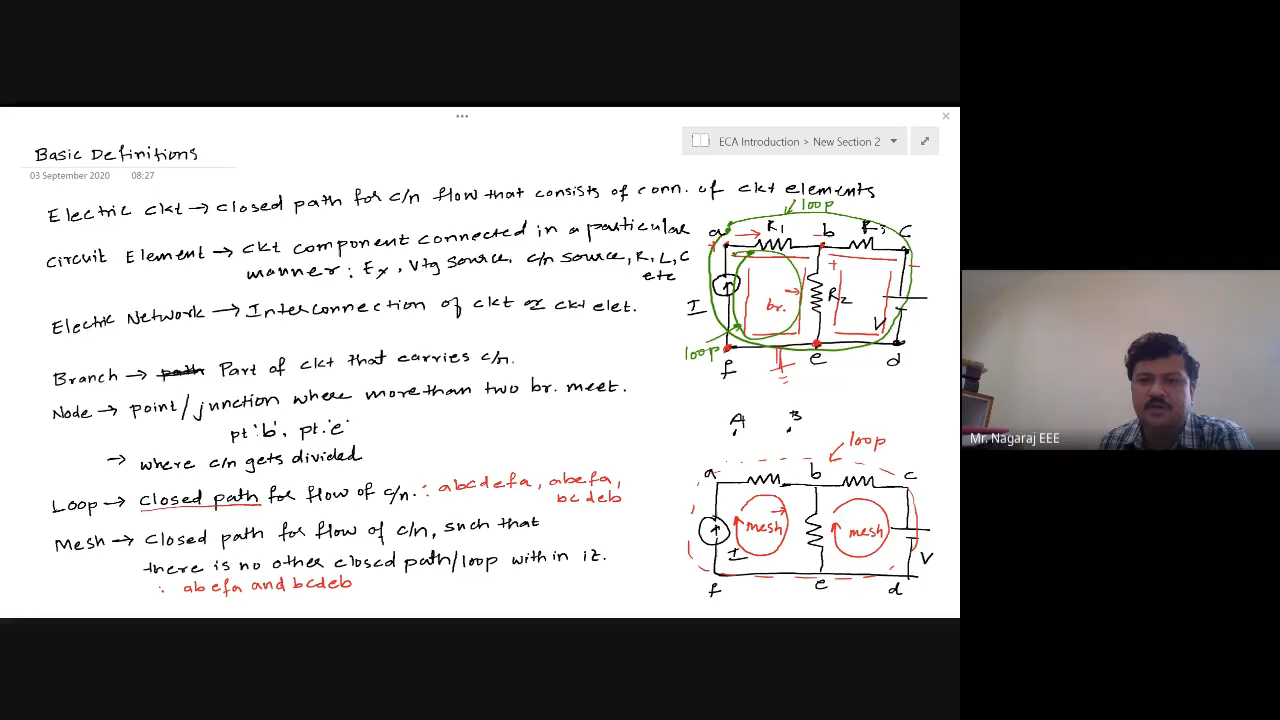 ...
ECA Introduction > New Section 2
Basic Definitions
03 September 2020 08:27
Electric ckt → closed path for c/n flow that consists of conn. of ckt elements
Circuit Element → ckt component connected in a particular
manner: Ex, Vtg source, c/n source, R, L, C
etc
Electric Network → Interconnection of ckt or ckt elet.
Branch → path Part of ckt that carries c/n.
Node → point/junction where more than two br. meet.
pt 'b', pt. 'e'
→ where c/n gets divided
Loop → closed path for flow of c/n. : abcdefa, abefa,
bcdeb
Mesh → closed path for flow of c/n, such that
there is no other closed path/loop within it.
: abefa and bcdeb
loop
a R1 b c
+ - + -
I br. R2 V
loop
f e d
A B
loop
a b c
mesh mesh
I V
f e d
Mr. Nagaraj EEE